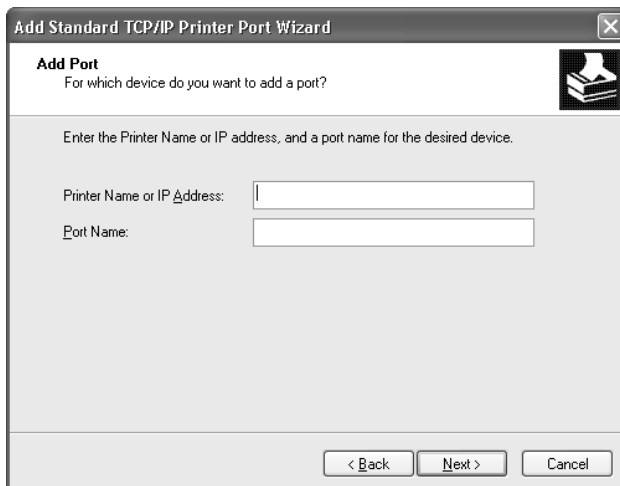 Add Standard TCP/IP Printer Port Wizard
Add Port
For which device do you want to add a port?
Enter the Printer Name or IP address, and a port name for the desired device.
Printer Name or IP Address:
Port Name:
< Back
Next >
Cancel